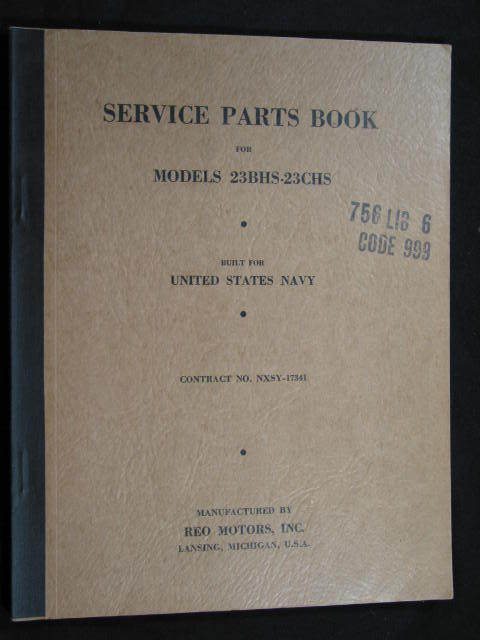 SERVICE PARTS BOOK
FOR
MODELS 23BHS-23CHS
756 LIB 6
CODE 999
BUILT FOR
UNITED STATES NAVY
CONTRACT NO. NXSY-17341
MANUFACTURED BY
REO MOTORS, INC.
LANSING, MICHIGAN, U.S.A.